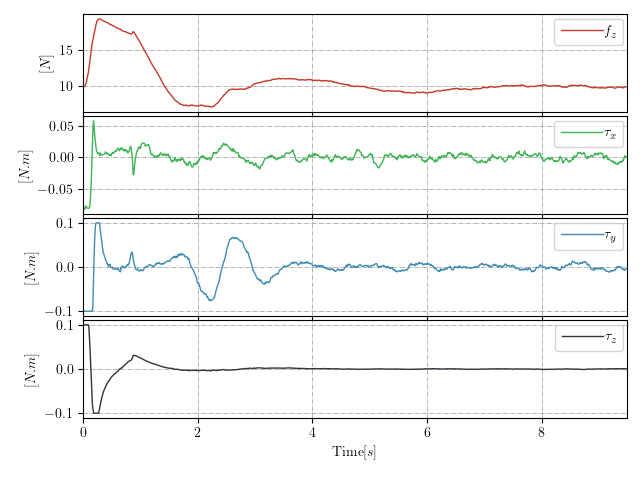 15
10
[N]
f_z
0.05
0.00
−0.05
[N.m]
τ_x
0.1
0.0
−0.1
[N.m]
τ_y
0.1
0.0
−0.1
[N.m]
τ_z
0 2 4 6 8
Time[s]